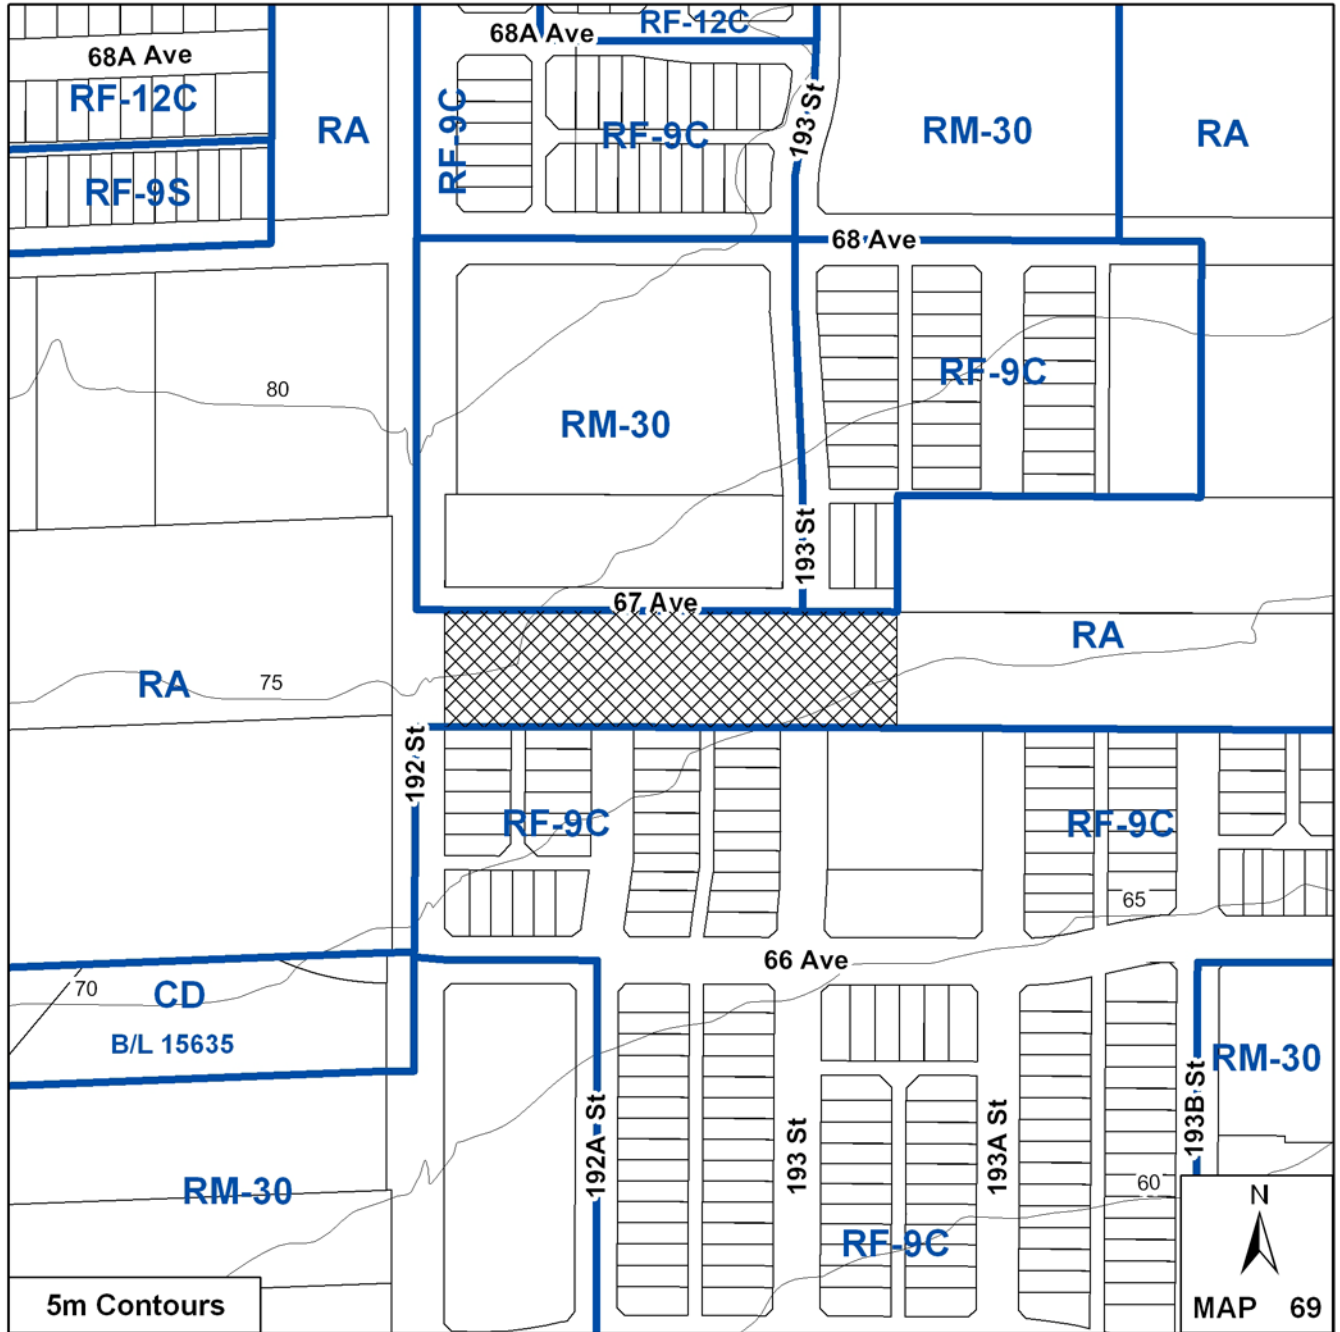 RF-12C
68A Ave
68A Ave
RF-12C
RF-9C
193 St
RA
RF-9C
RM-30
RA
RF-9S
68 Ave
80
RF-9C
RM-30
193 St
67 Ave
RA
RA
75
192 St
RF-9C
RF-9C
65
66 Ave
70
CD
B/L 15635
RM-30
192A St
193 St
193A St
193B St
RM-30
60
N
RF-9C
5m Contours
MAP 69